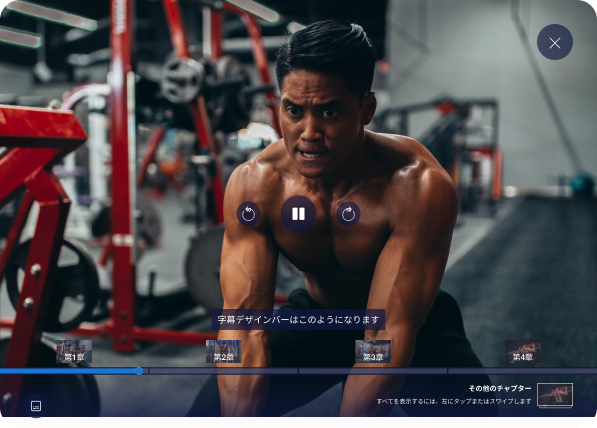 字幕デザインバーはこのようになります
第1章
第2章
第3章
第4章
その他のチャプター
すべてを表示するには、左にタップまたはスワイプします